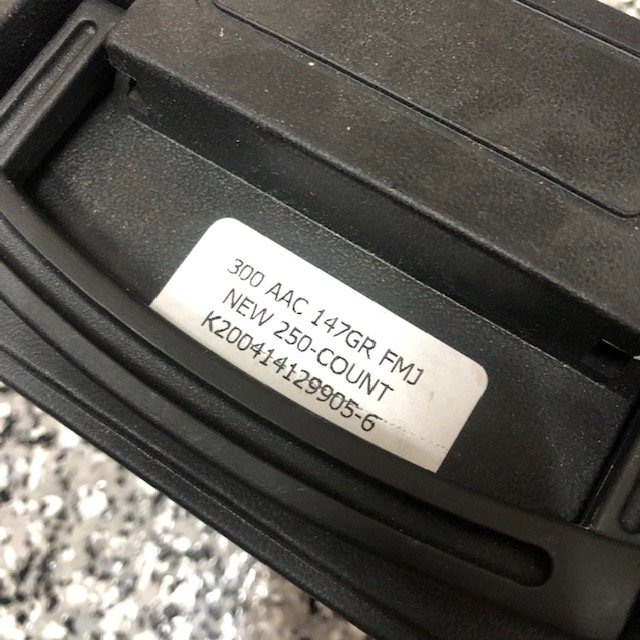 300 AAC 147GR FMJ
NEW 250-COUNT
K200414129905-6